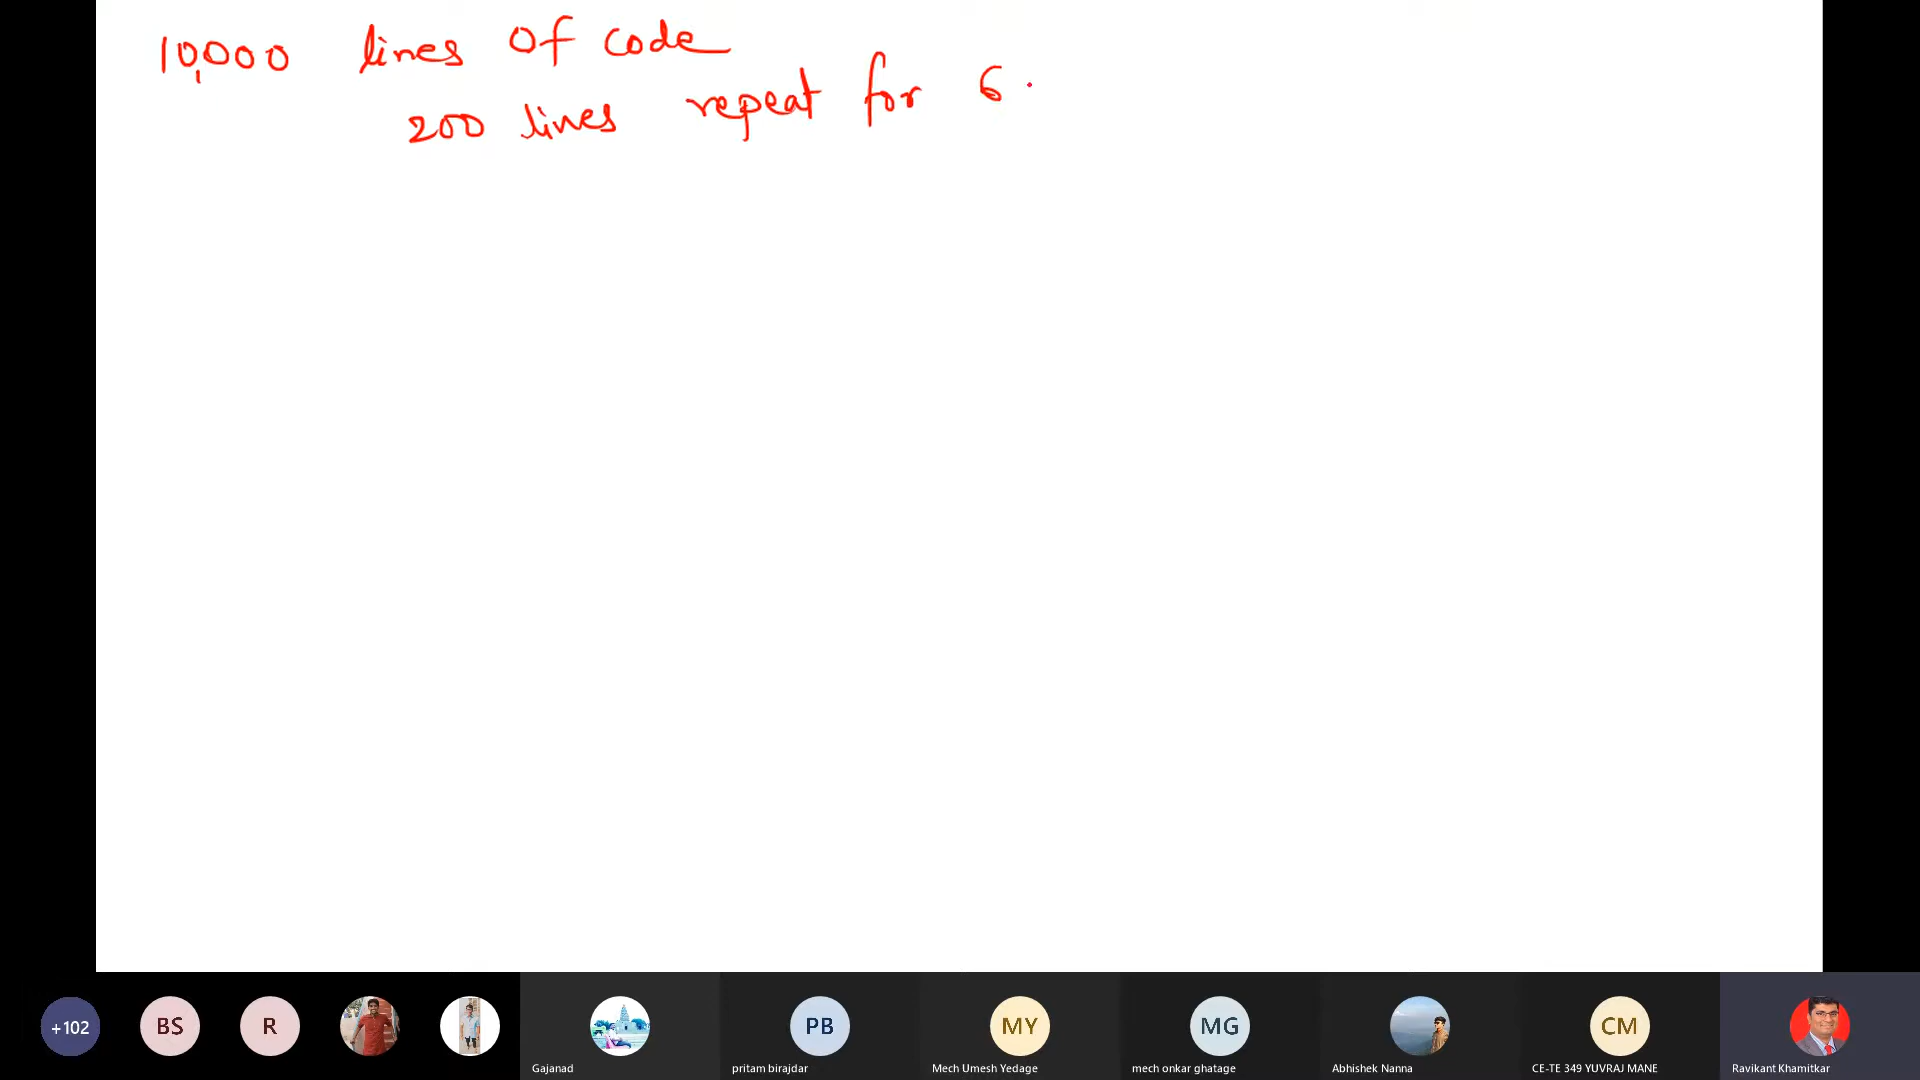 10,000 lines of code
200 lines repeat for 6
+102
BS
R
PB
MY
MG
CM
Gajanad
pritam birajdar
Mech Umesh Yedage
mech onkar ghatage
Abhishek Nanna
CE-TE 349 YUVRAJ MANE
Ravikant Khamitkar